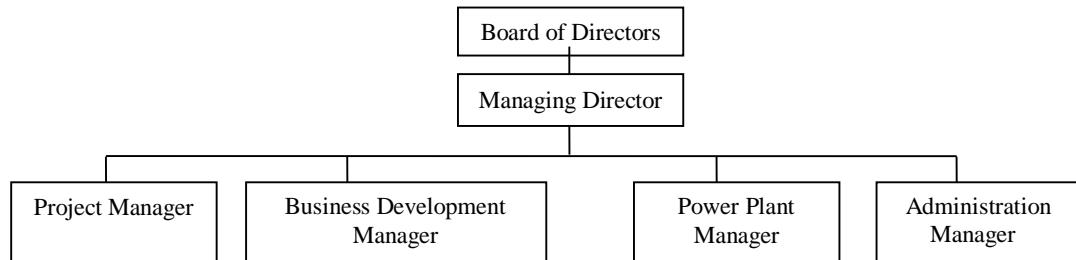 Board of Directors
Managing Director
Project Manager
Business Development
Manager
Power Plant
Manager
Administration
Manager